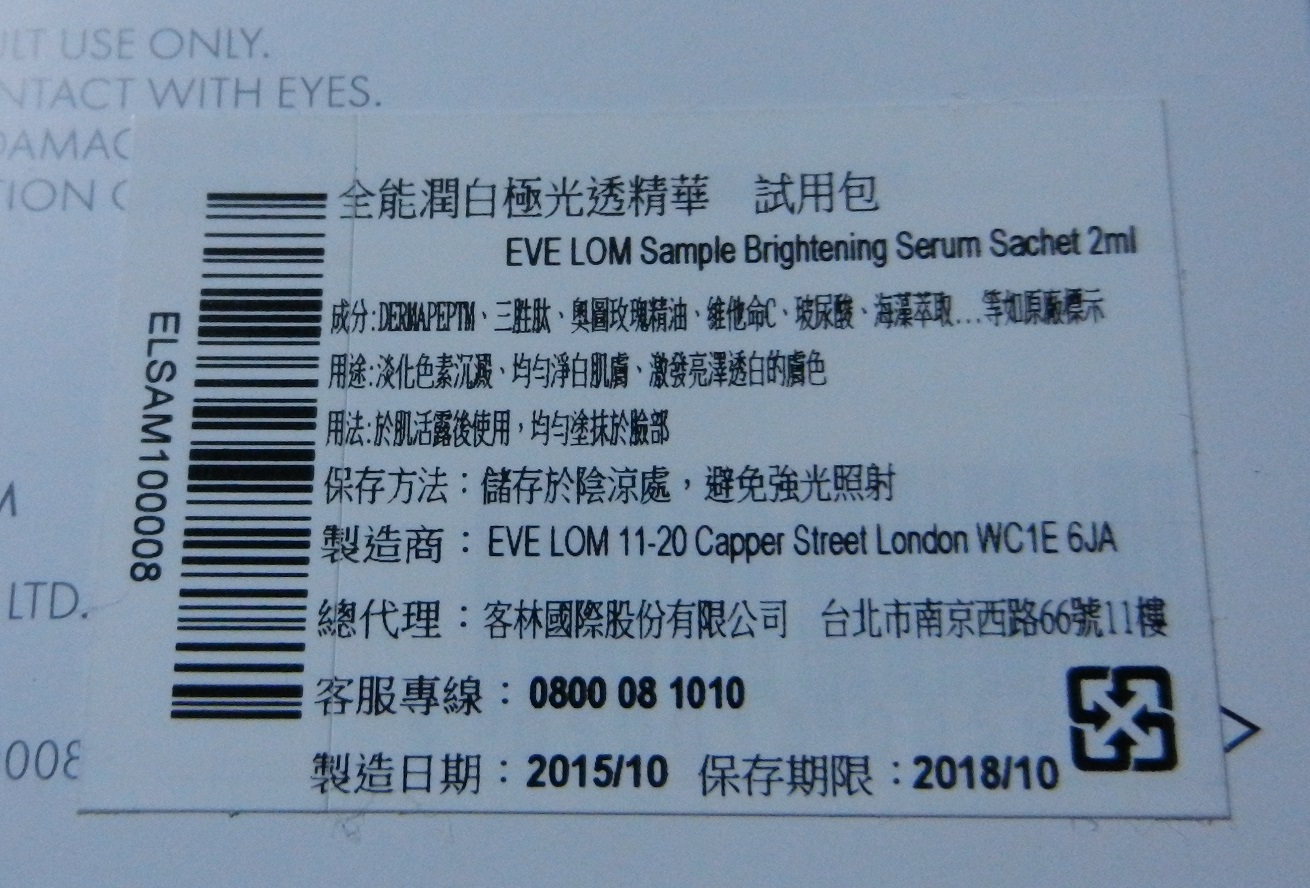 ULT USE ONLY.
NTACT WITH EYES.
DAMAG
TION
全能潤白極光透精華 試用包
EVE LOM Sample Brightening Serum Sachet 2ml
成分:DERMAPEPTM、三胜肽、奧圖玫瑰精油、維他命C、玻尿酸、海藻萃取...等如原廠標示
用途:淡化色素沉澱、均勻淨白肌膚、激發亮澤透白的膚色
用法:於肌活露後使用，均勻塗抹於臉部
保存方法：儲存於陰涼處，避免強光照射
製造商：EVE LOM 11-20 Capper Street London WC1E 6JA
總代理：客林國際股份有限公司 台北市南京西路66號11樓
客服專線：0800 08 1010
製造日期：2015/10 保存期限：2018/10
ELSAM100008
M
LTD.
008